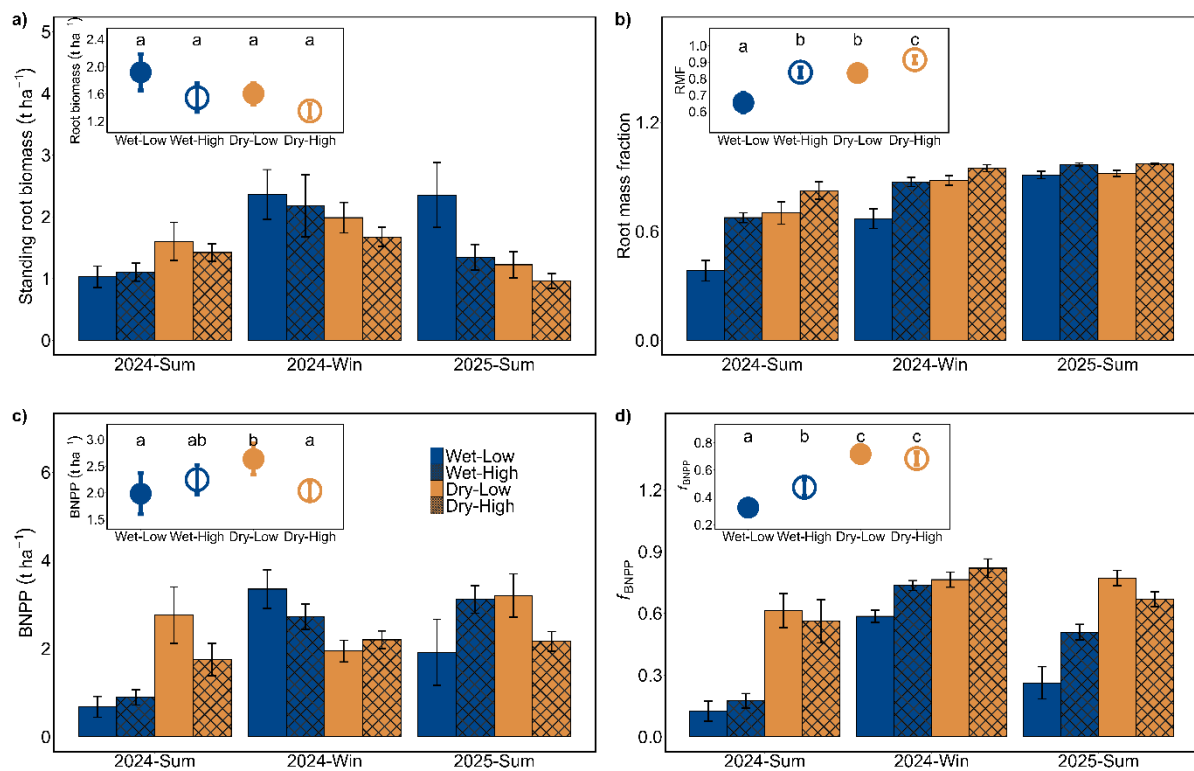 a)
Standing root biomass (t ha⁻¹)
5
4
3
2
1
0
2024-Sum 2024-Win 2025-Sum
Root biomass (t ha⁻¹)
2.4
2.0
1.6
1.2
a a a a
Wet-Low Wet-High Dry-Low Dry-High
b)
Root mass fraction
1.2
0.6
0.0
2024-Sum 2024-Win 2025-Sum
RMF
1.0
0.9
0.8
0.7
0.6
a b b c
Wet-Low Wet-High Dry-Low Dry-High
c)
BNPP (t ha⁻¹)
6
4
2
0
2024-Sum 2024-Win 2025-Sum
BNPP (t ha⁻¹)
3.0
2.5
2.0
1.5
a ab b a
Wet-Low Wet-High Dry-Low Dry-High
Wet-Low
Wet-High
Dry-Low
Dry-High
d)
fBNPP
1.2
0.9
0.6
0.3
0.0
2024-Sum 2024-Win 2025-Sum
fBNPP
0.8
0.6
0.4
0.2
a b c c
Wet-Low Wet-High Dry-Low Dry-High